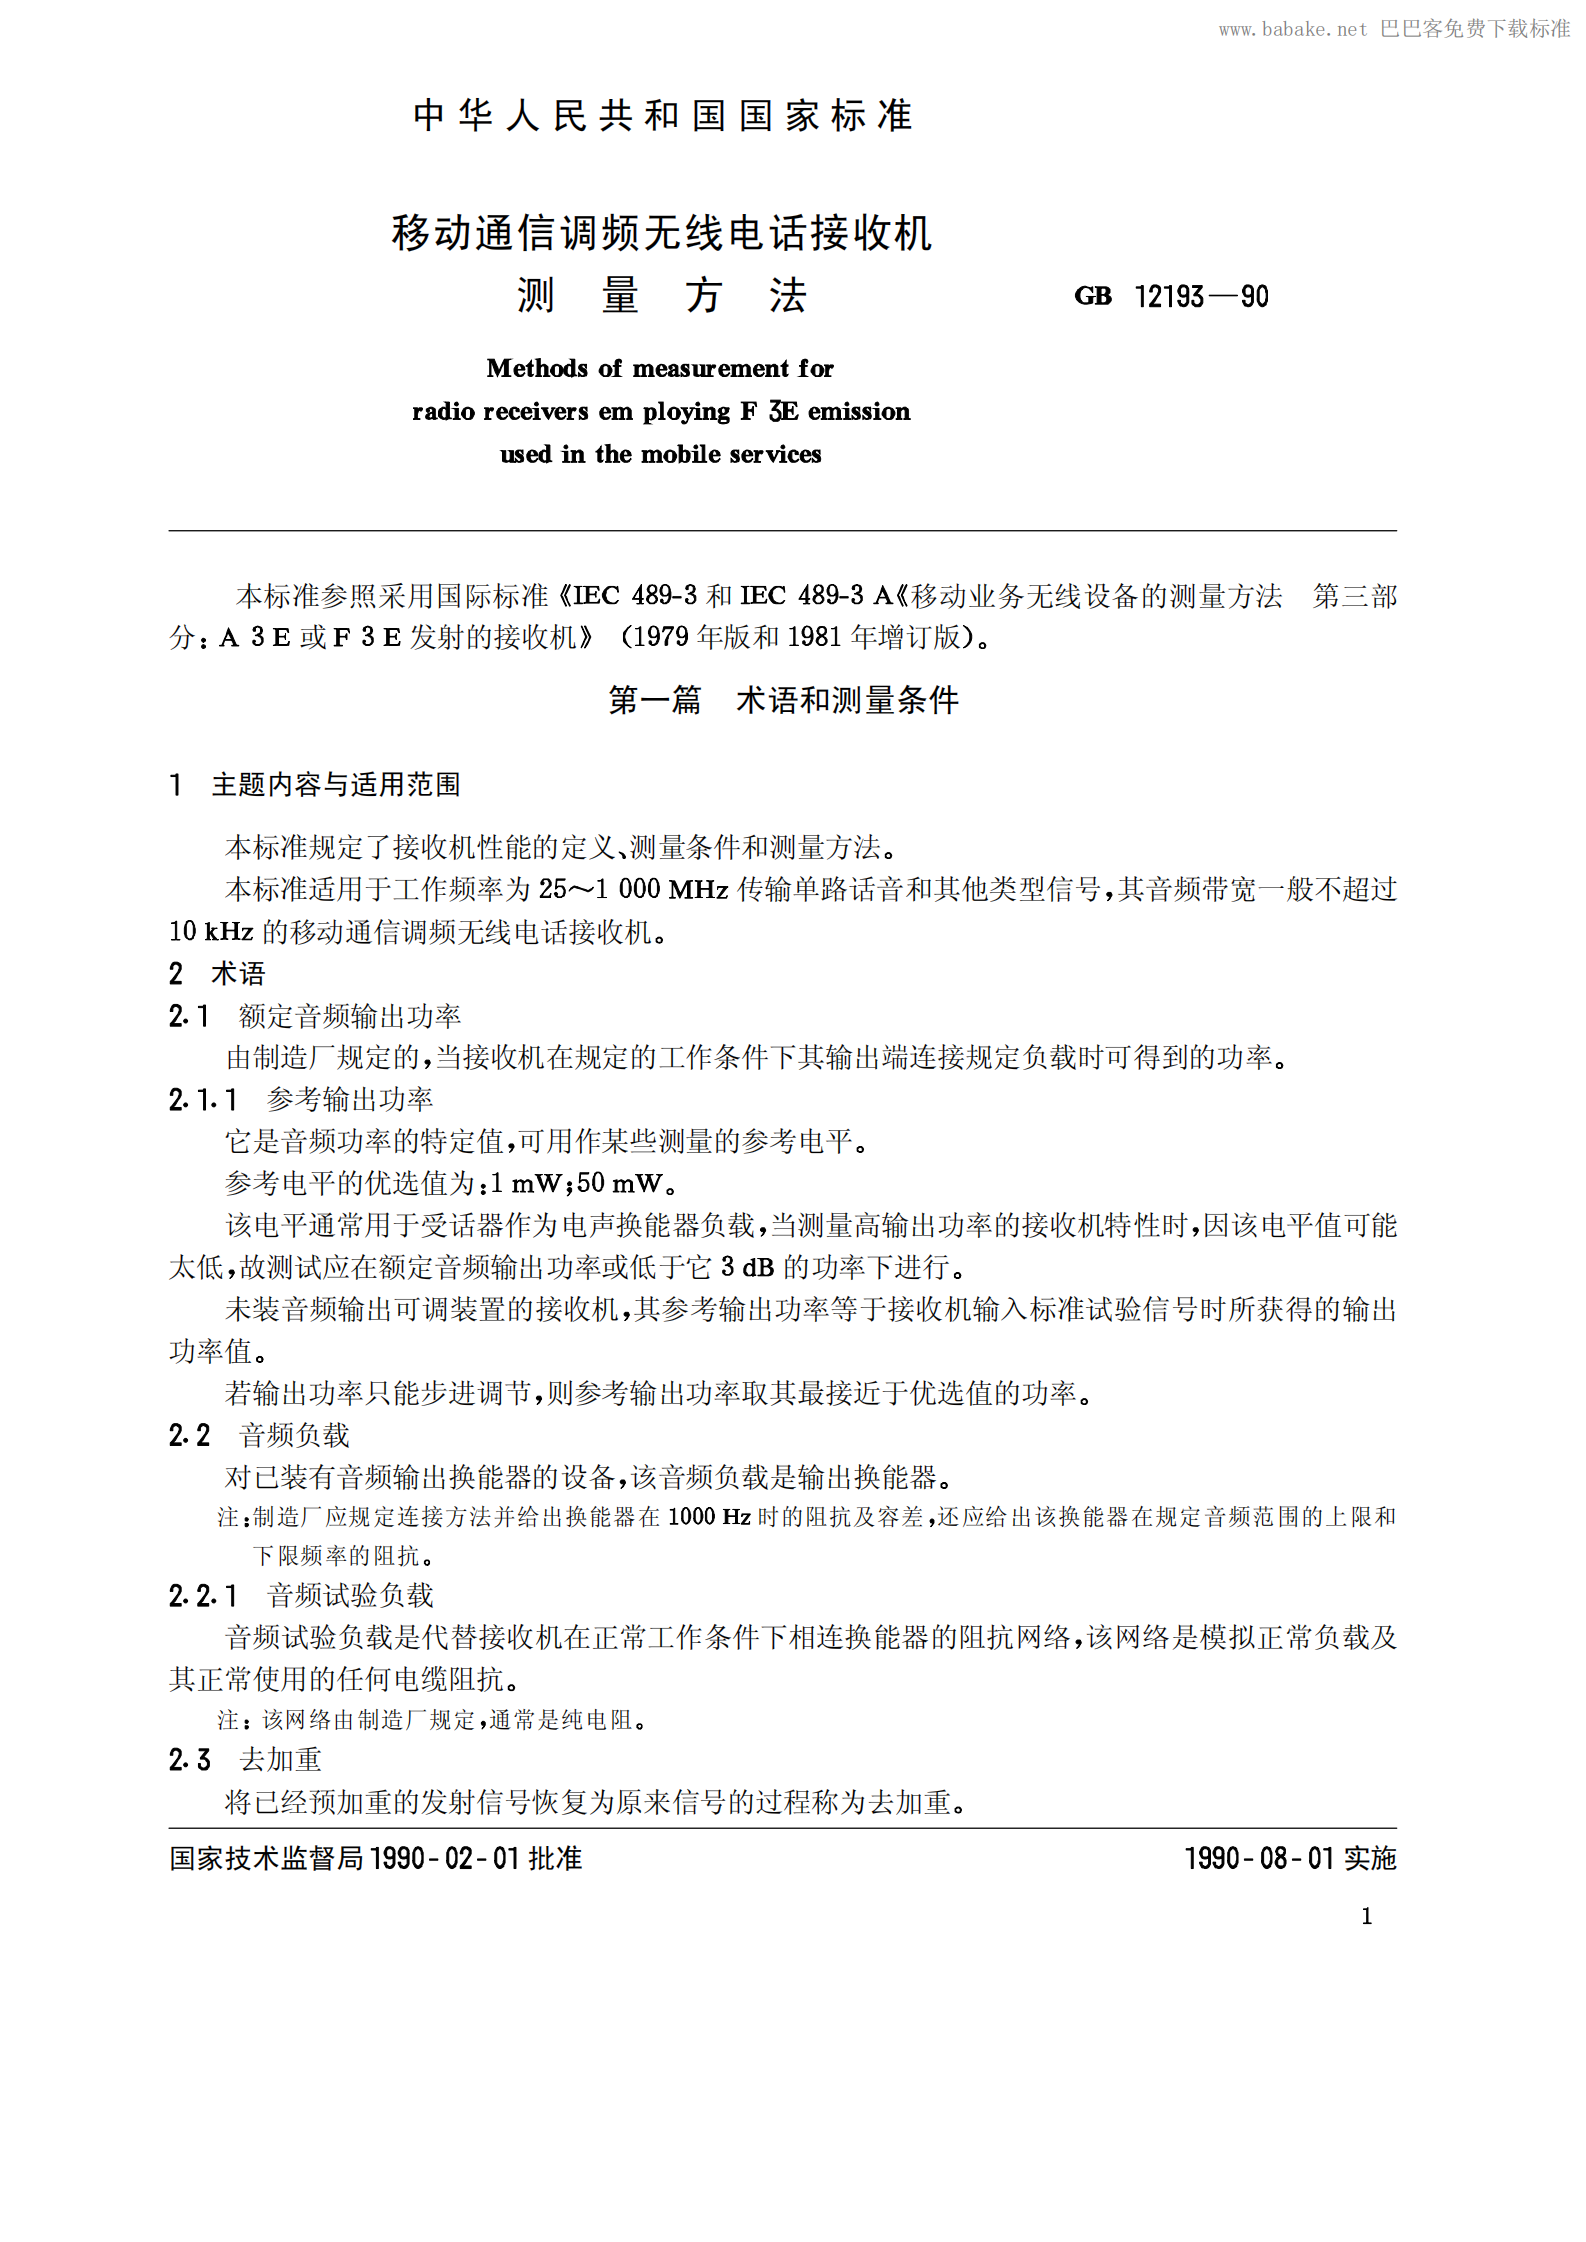 www.babake.net 巴巴客免费下载标准
中华人民共和国国家标准
移动通信调频无线电话接收机
测 量 方 法
GB 12193—90
Methods of measurement for
radio receivers em ploying F 3E emission
used in the mobile services
本标准参照采用国际标准《IEC 489-3 和 IEC 489-3 A《移动业务无线设备的测量方法 第三部
分：A 3 E 或 F 3 E 发射的接收机》（1979 年版和 1981 年增订版）。
第一篇 术语和测量条件
1 主题内容与适用范围
本标准规定了接收机性能的定义、测量条件和测量方法。
本标准适用于工作频率为 25～1 000 MHz 传输单路话音和其他类型信号，其音频带宽一般不超过
10 kHz 的移动通信调频无线电话接收机。
2 术语
2.1 额定音频输出功率
由制造厂规定的，当接收机在规定的工作条件下其输出端连接规定负载时可得到的功率。
2.1.1 参考输出功率
它是音频功率的特定值，可用作某些测量的参考电平。
参考电平的优选值为：1 mW；50 mW。
该电平通常用于受话器作为电声换能器负载，当测量高输出功率的接收机特性时，因该电平值可能
太低，故测试应在额定音频输出功率或低于它 3 dB 的功率下进行。
未装音频输出可调装置的接收机，其参考输出功率等于接收机输入标准试验信号时所获得的输出
功率值。
若输出功率只能步进调节，则参考输出功率取其最接近于优选值的功率。
2.2 音频负载
对已装有音频输出换能器的设备，该音频负载是输出换能器。
注：制造厂应规定连接方法并给出换能器在 1000 Hz 时的阻抗及容差，还应给出该换能器在规定音频范围的上限和
下限频率的阻抗。
2.2.1 音频试验负载
音频试验负载是代替接收机在正常工作条件下相连换能器的阻抗网络，该网络是模拟正常负载及
其正常使用的任何电缆阻抗。
注：该网络由制造厂规定，通常是纯电阻。
2.3 去加重
将已经预加重的发射信号恢复为原来信号的过程称为去加重。
国家技术监督局 1990-02-01 批准
1990-08-01 实施
1